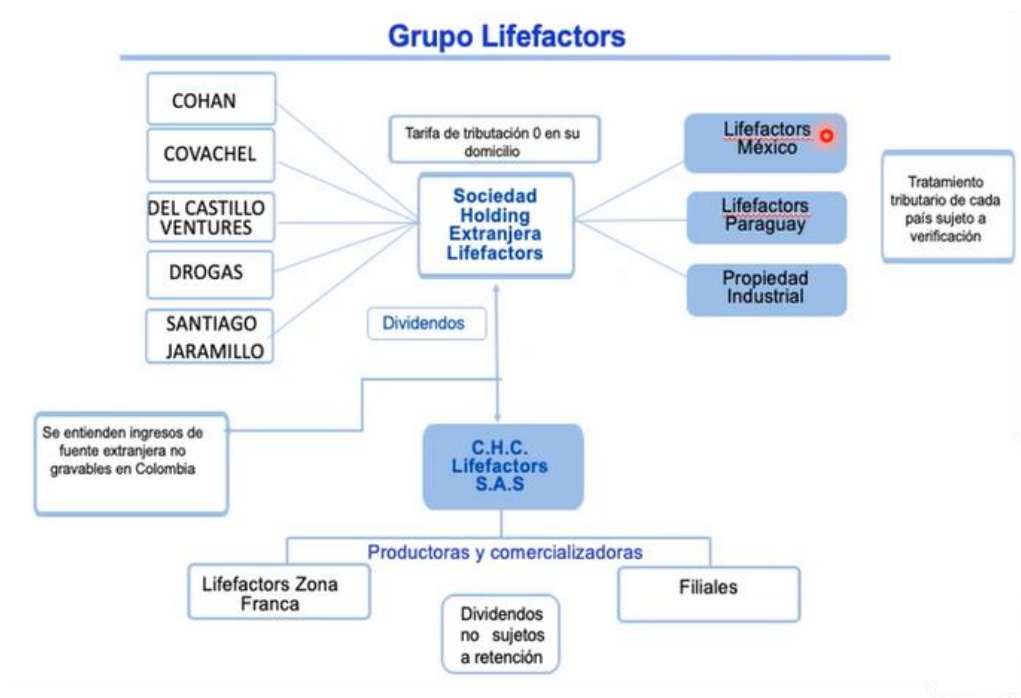 Grupo Lifefactors
COHAN
COVACHEL
DEL CASTILLO
VENTURES
DROGAS
SANTIAGO
JARAMILLO
Tarifa de tributación 0 en su
domicilio
Sociedad
Holding
Extranjera
Lifefactors
Lifefactors
México
Lifefactors
Paraguay
Propiedad
Industrial
Tratamiento
tributario de cada
país sujeto a
verificación
Dividendos
Se entienden ingresos de
fuente extranjera no
gravables en Colombia
C.H.C.
Lifefactors
S.A.S
Productoras y comercializadoras
Lifefactors Zona
Franca
Dividendos
no sujetos
a retención
Filiales